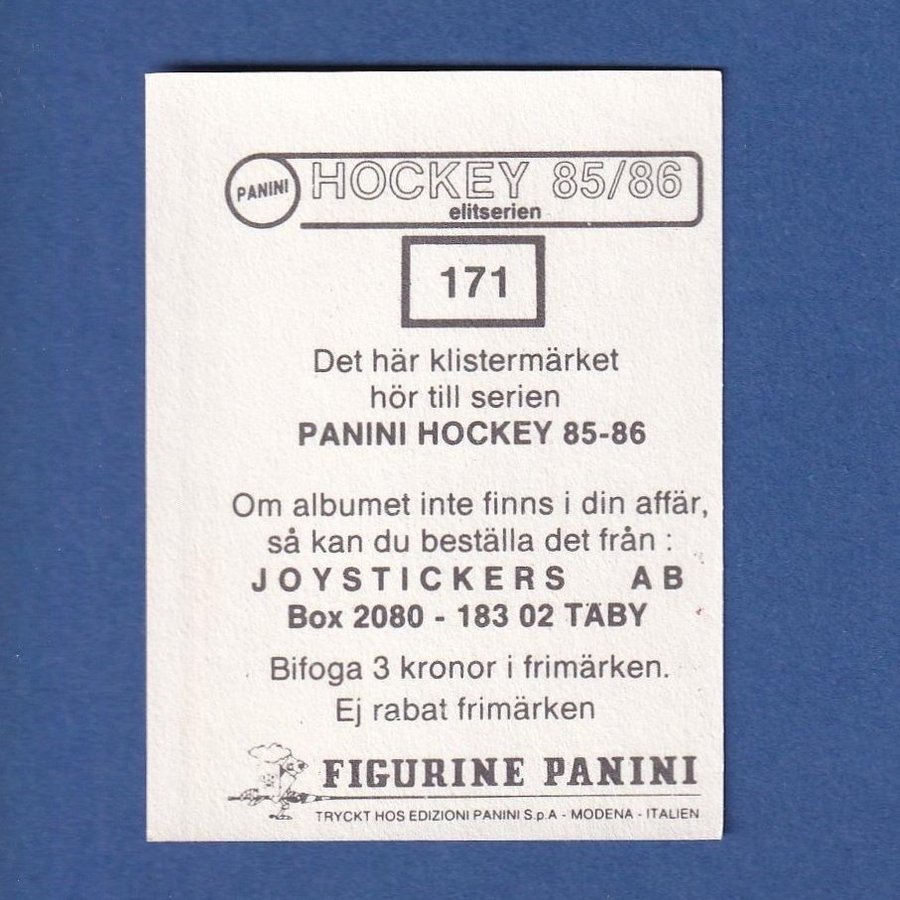 PANINI HOCKEY 85/86
elitserien
171
Det här klistermärket
hör till serien
PANINI HOCKEY 85-86
Om albumet inte finns i din affär,
så kan du beställa det från :
JOYSTICKERS AB
Box 2080 - 183 02 TÄBY
Bifoga 3 kronor i frimärken.
Ej rabat frimärken
FIGURINE PANINI
TRYCKT HOS EDIZIONI PANINI S.p.A - MODENA - ITALIEN